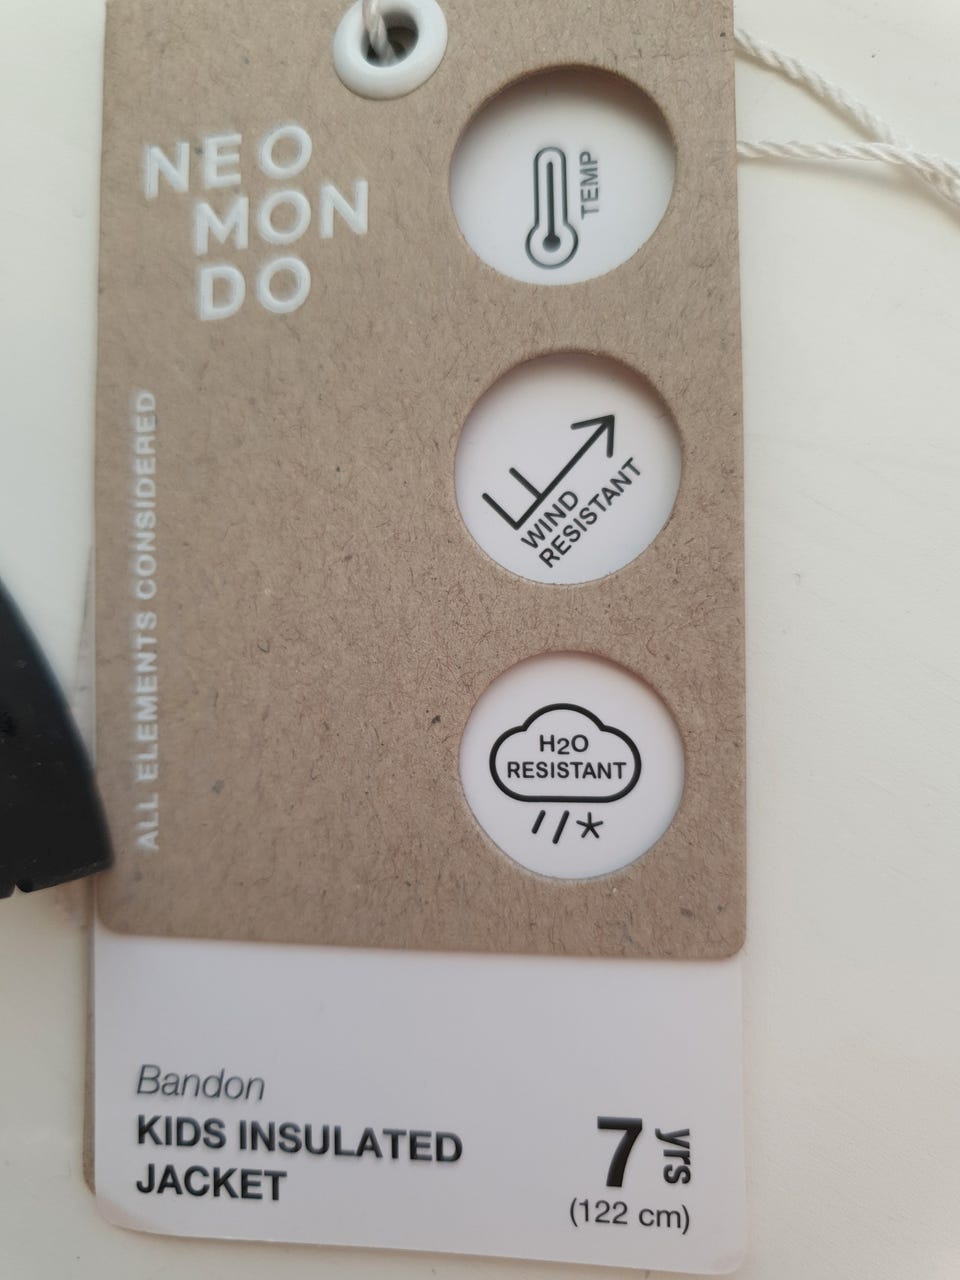 NEO
MON
DO
TEMP
WIND
RESISTANT
H2O
RESISTANT
ALL ELEMENTS CONSIDERED
Bandon
KIDS INSULATED
JACKET
7 yrs
(122 cm)